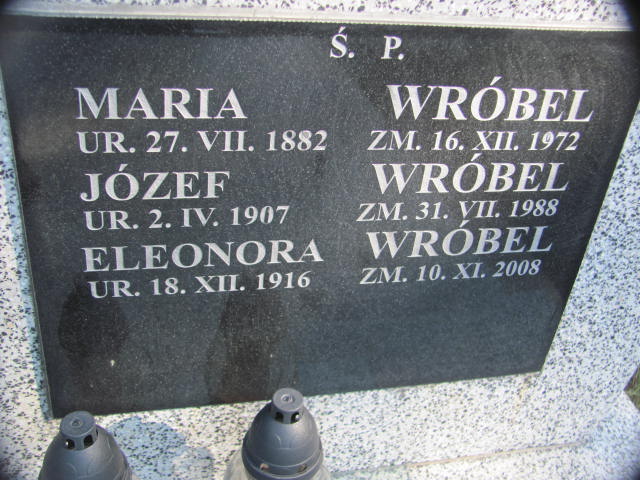 Ś. P.
MARIA WRÓBEL
UR. 27. VII. 1882 ZM. 16. XII. 1972
JÓZEF WRÓBEL
UR. 2. IV. 1907 ZM. 31. VII. 1988
ELEONORA WRÓBEL
UR. 18. XII. 1916 ZM. 10. XI. 2008